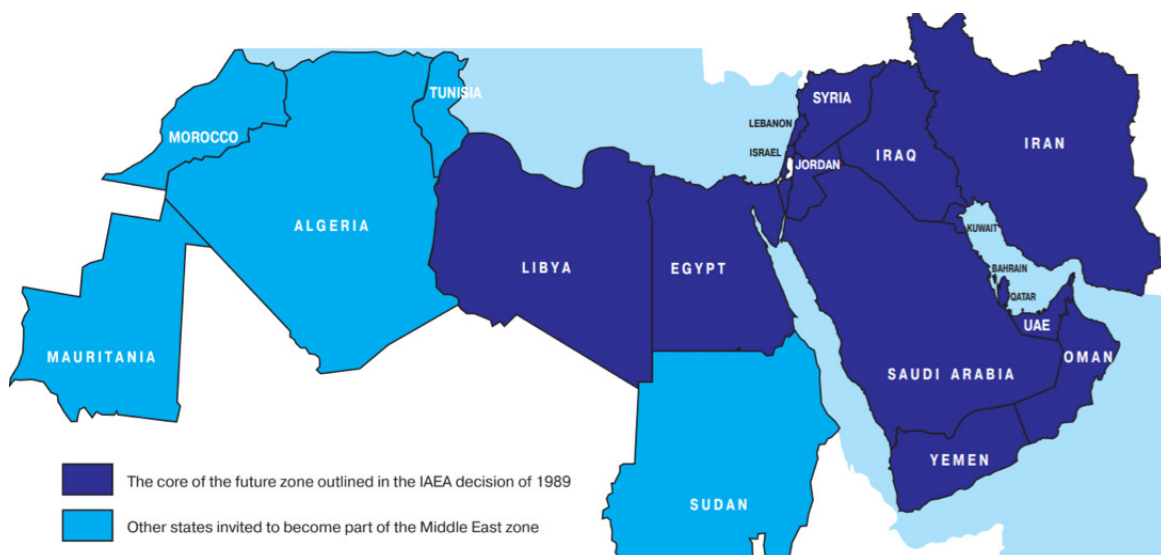 SYRIA
TUNISIA
LEBANON
MOROCCO
IRAN
ISRAEL
IRAQ
JORDAN
ALGERIA
KUWAIT
LIBYA
EGYPT
BAHRAIN
QATAR
UAE
MAURITANIA
OMAN
SAUDI ARABIA
YEMEN
The core of the future zone outlined in the IAEA decision of 1989
SUDAN
Other states invited to become part of the Middle East zone